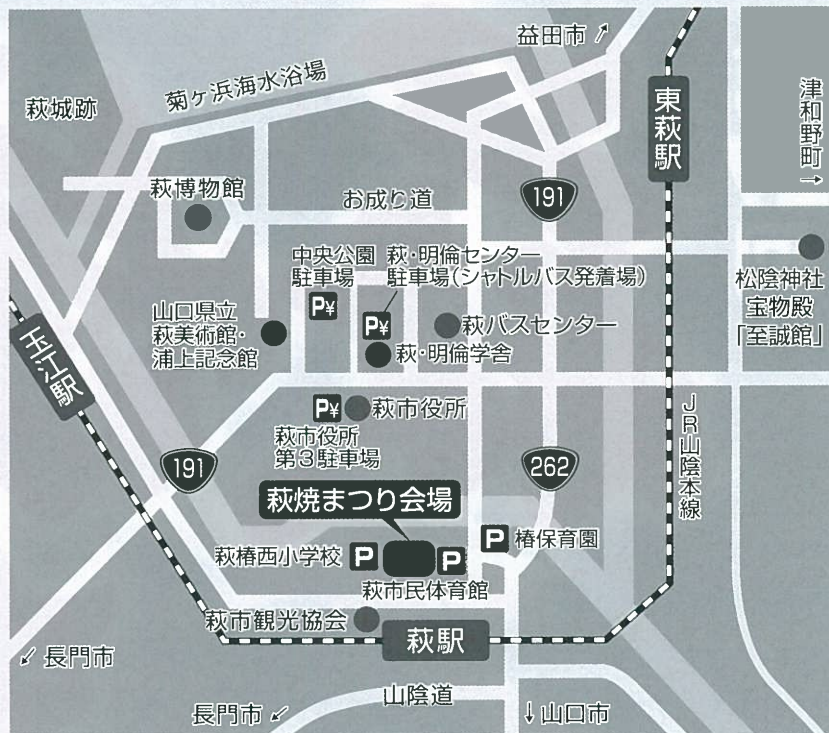 益田市↗
菊ヶ浜海水浴場
萩城跡
東萩駅
津和野町→
萩博物館
お成り道
191
中央公園
駐車場
萩・明倫センター
駐車場(シャトルバス発着場)
松陰神社
宝物殿
「至誠館」
P¥
P¥
山口県立
萩美術館・
浦上記念館
萩バスセンター
萩・明倫学舎
玉江駅
P¥
萩市役所
萩市役所
第3駐車場
JR山陰本線
191
262
萩焼まつり会場
萩椿西小学校
P
P
P
椿保育園
萩市民体育館
萩市観光協会
萩駅
↙長門市
山陰道
長門市↙
↓山口市